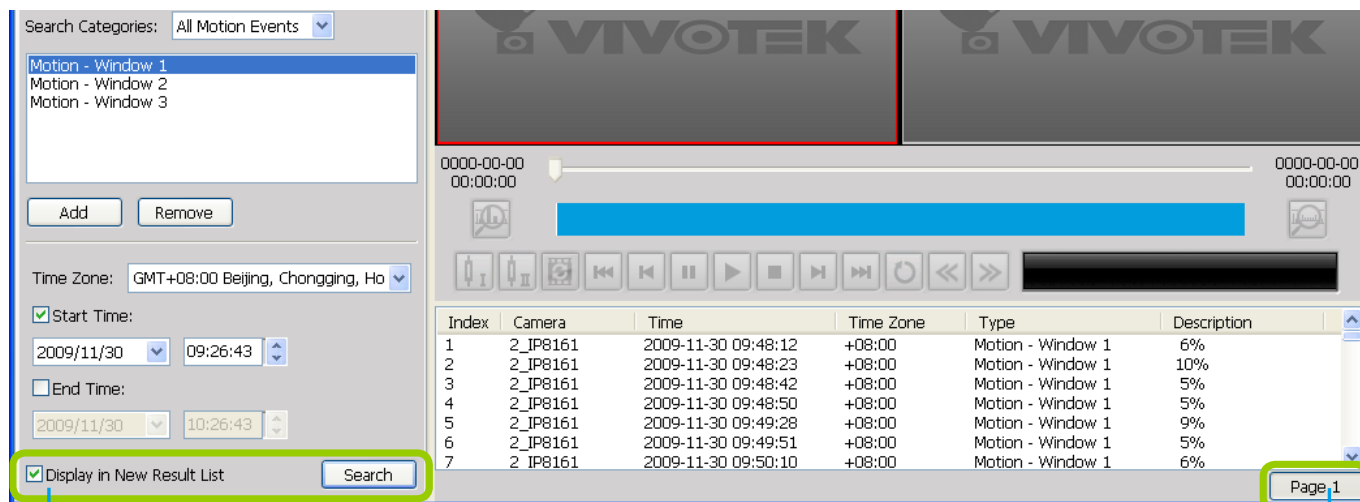 Search Categories: All Motion Events
Motion - Window 1
Motion - Window 2
Motion - Window 3
Add Remove
Time Zone: GMT+08:00 Beijing, Chongging, Ho
Start Time:
2009/11/30 09:26:43
End Time:
2009/11/30 10:26:43
Display in New Result List Search
VIVOTEK VIVOTEK
0000-00-00 0000-00-00
00:00:00 00:00:00
I II
Index Camera Time Time Zone Type Description
1 2_IP8161 2009-11-30 09:48:12 +08:00 Motion - Window 1 6%
2 2_IP8161 2009-11-30 09:48:23 +08:00 Motion - Window 1 10%
3 2_IP8161 2009-11-30 09:48:42 +08:00 Motion - Window 1 5%
4 2_IP8161 2009-11-30 09:48:50 +08:00 Motion - Window 1 5%
5 2_IP8161 2009-11-30 09:49:28 +08:00 Motion - Window 1 9%
6 2_IP8161 2009-11-30 09:49:51 +08:00 Motion - Window 1 5%
7 2_IP8161 2009-11-30 09:50:10 +08:00 Motion - Window 1 6%
Page 1